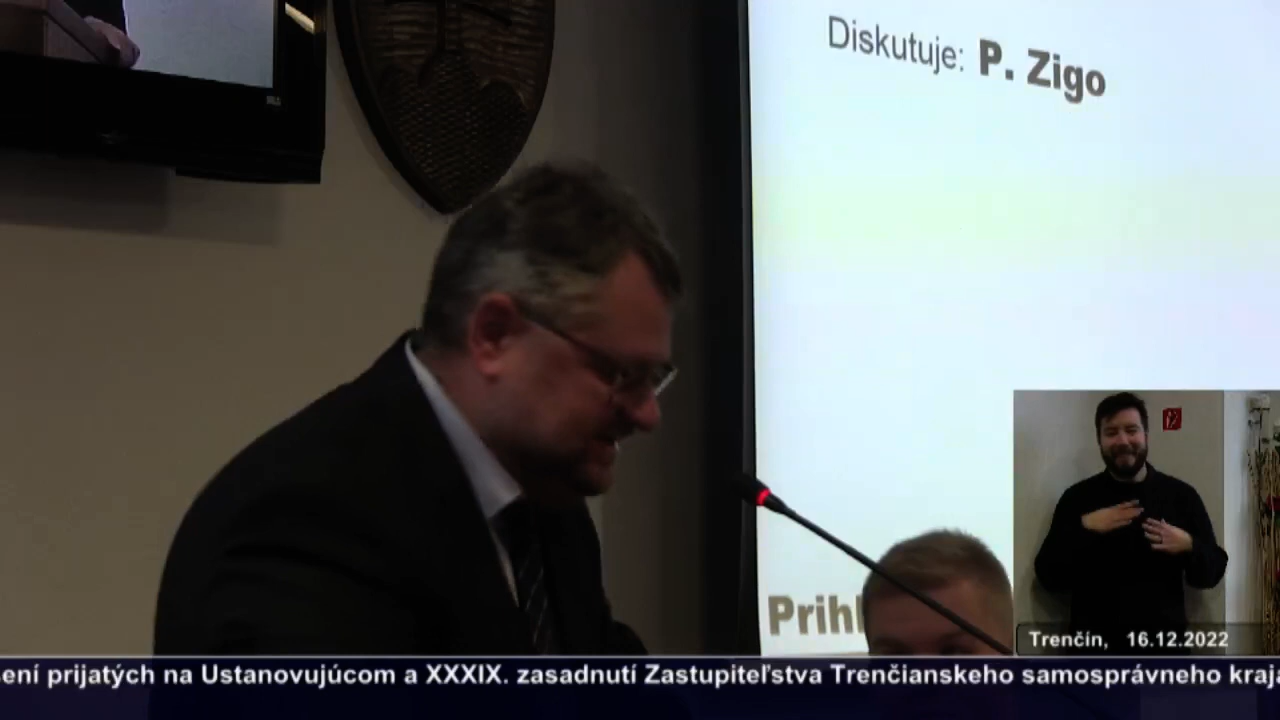 Diskutuje: P. Zigo
Prihl
Trenčín, 16.12.2022
ení prijatých na Ustanovujúcom a XXXIX. zasadnutí Zastupiteľstva Trenčianskeho samosprávneho kraja